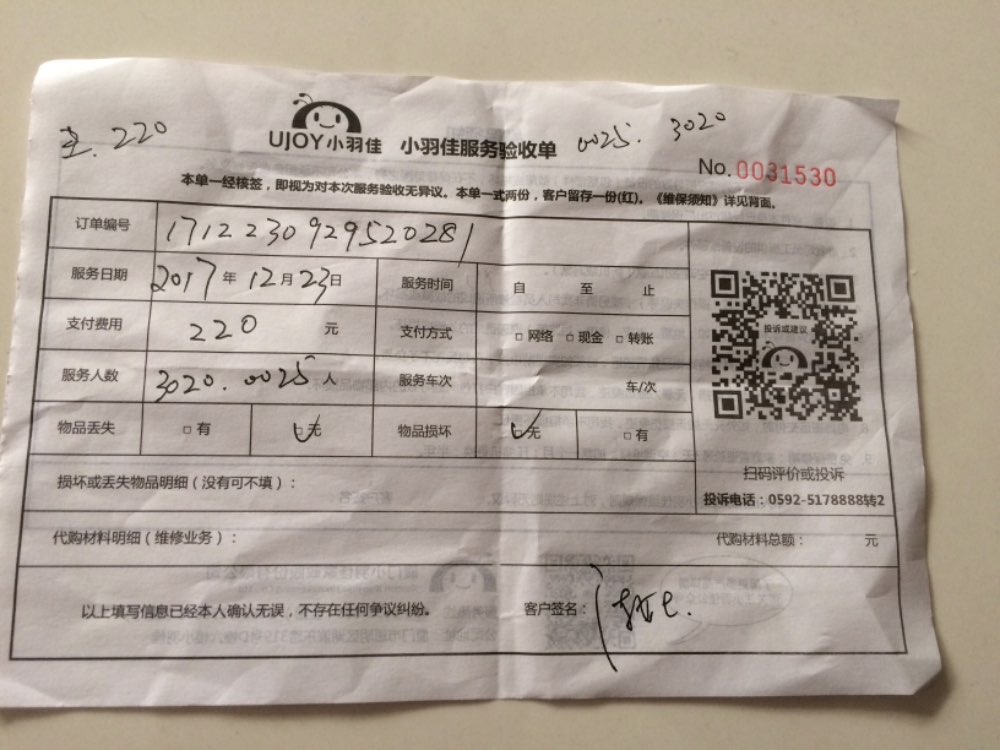 220
0025. 3020
UJOY小羽佳 小羽佳服务验收单
No.0031530
本单一经核签，即视为对本次服务验收无异议。本单一式两份，客户留存一份(红)。《维保须知》详见背面。
订单编号 1712230929520281
服务日期 2017年12月23日 服务时间 自 至 止
支付费用 220 元 支付方式 □网络 □现金 □转账
服务人数 3020.0025人 服务车次 车/次
物品丢失 □有 □无 物品损坏 □无 □有
投诉或建议
扫码评价或投诉
投诉电话：0592-5178888转2
损坏或丢失物品明细（没有可不填）：
代购材料明细（维修业务）： 代购材料总额： 元
以上填写信息已经本人确认无误，不存在任何争议纠纷。 客户签名：